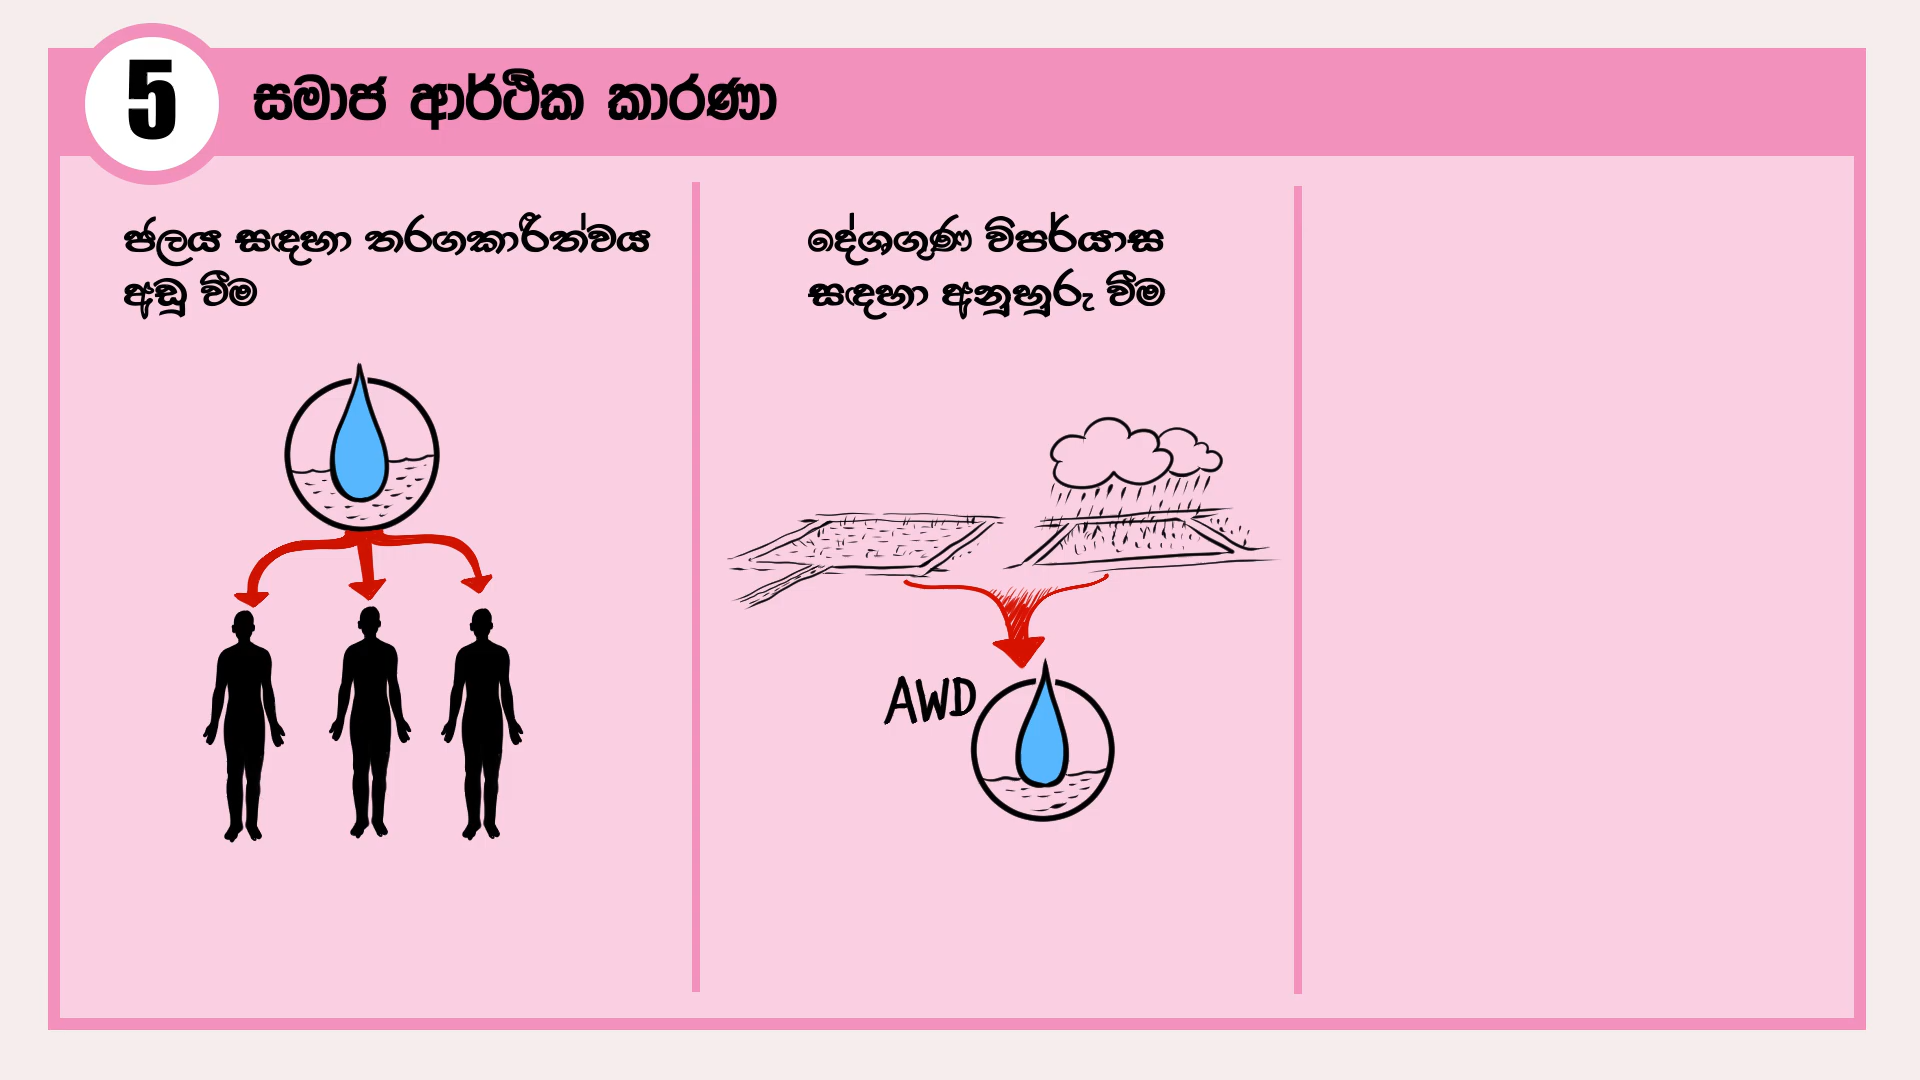 5
සමාජ ආර්ථික කාරණා
ජලය සඳහා තරගකාරිත්වය
අඩු වීම
දේශගුණ විපර්යාස
සඳහා අනුහුරු වීම
AWD